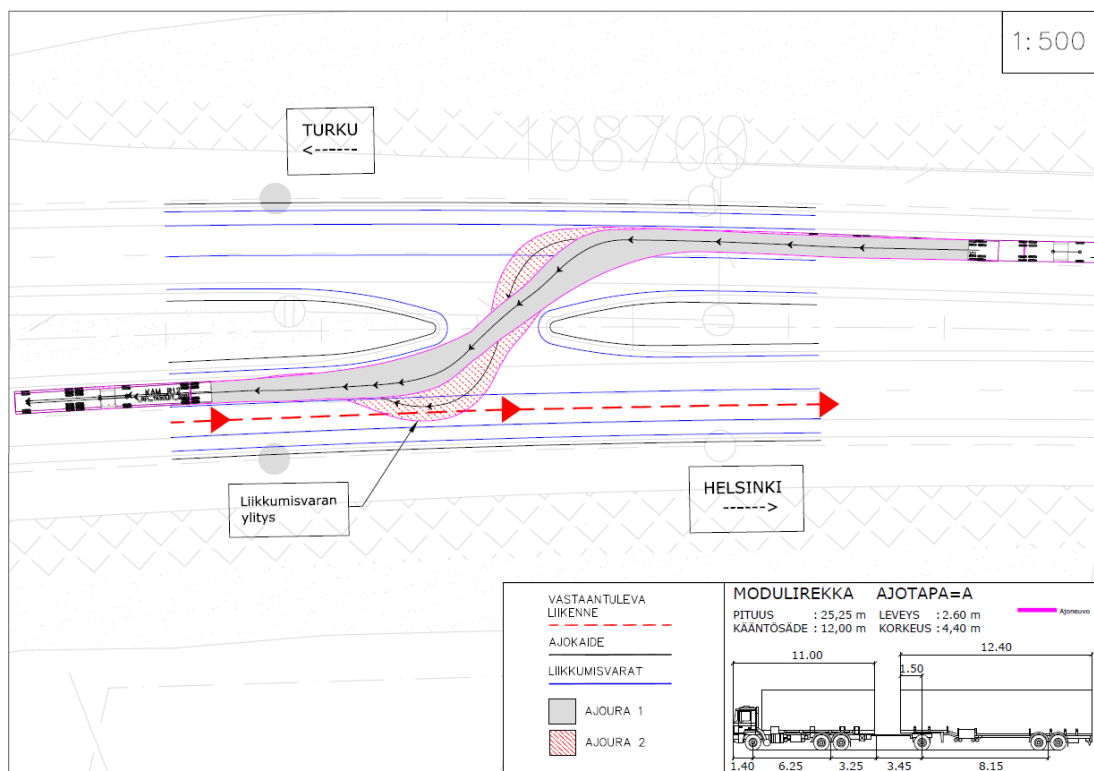 1:500
TURKU
108700
Liikkumisvaran
ylitys
HELSINKI
VASTAANTULEVA
LIIKENNE
AJOKAIDE
LIIKKUMISVARAT
AJOURA 1
AJOURA 2
MODULIREKKA AJOTAPA=A
PITUUS : 25,25 m LEVEYS : 2.60 m
KÄÄNTÖSÄDE : 12,00 m KORKEUS : 4,40 m
Ajoneuvo
11.00
12.40
1.50
1.40 6.25 3.25 3.45 8.15